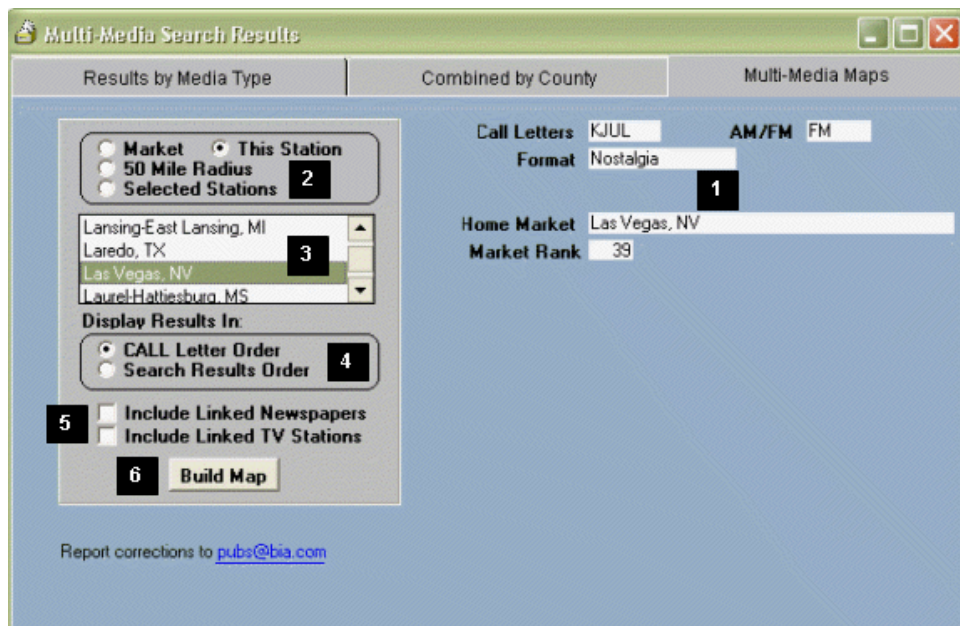 Multi-Media Search Results
Results by Media Type
Combined by County
Multi-Media Maps
Market This Station
50 Mile Radius
Selected Stations
2
Lansing-East Lansing, MI
Laredo, TX
Las Vegas, NV
Laurel-Hattiesburg, MS
3
Display Results In:
CALL Letter Order
Search Results Order
4
5
Include Linked Newspapers
Include Linked TV Stations
6
Build Map
Report corrections to pubs@bia.com
Call Letters KJUL AM/FM FM
Format Nostalgia
1
Home Market Las Vegas, NV
Market Rank 39